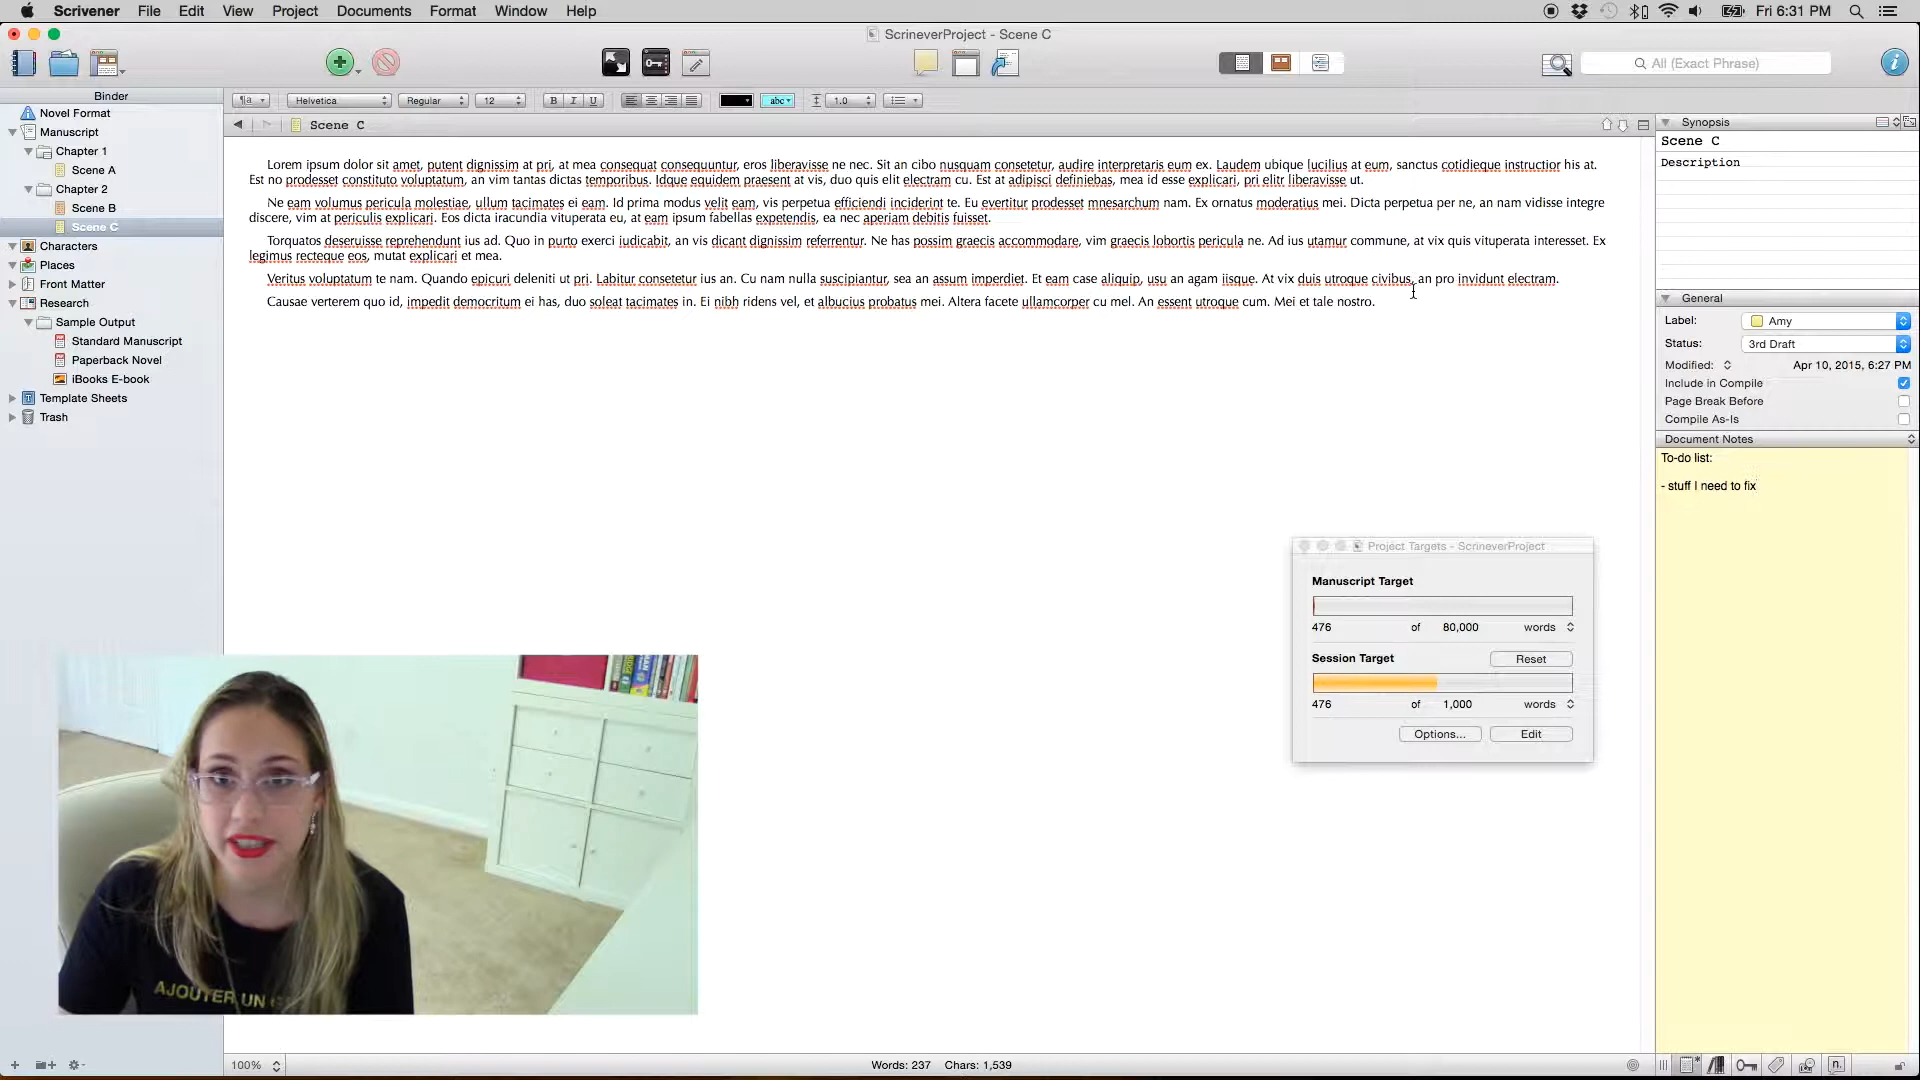 Scrivener File Edit View Project Documents Format Window Help
Fri 6:31 PM
ScrineverProject - Scene C
All (Exact Phrase)
Binder
Helvetica Regular 12 B I U abc 1.0
Novel Format
Manuscript
Chapter 1
Scene A
Chapter 2
Scene B
Scene C
Characters
Places
Front Matter
Research
Sample Output
Standard Manuscript
Paperback Novel
iBooks E-book
Template Sheets
Trash
Scene C
Lorem ipsum dolor sit amet, putent dignissim at pri, at mea consequat consequuntur, eros liberavisse ne nec. Sit an cibo nusquam consetetur, audire interpretaris eum ex. Laudem ubique lucilius at eum, sanctus cotidieque instructior his at.
Est no prodesset constituto voluptatum, an vim tantas dictas temporibus. Idque equidem praesent at vis, duo quis elit electram cu. Est at adipisci definiebas, mea id esse explicari, pri elitr liberavisse ut.
Ne eam volumus pericula molestiae, ullum tacimates ei eam. Id prima modus velit eam, vis perpetua efficiendi inciderint te. Eu evertitur prodesset mnesarchum nam. Ex ornatus moderatius mei. Dicta perpetua per ne, an nam vidisse integre
discere, vim at periculis explicari. Eos dicta iracundia vituperata eu, at eam ipsum fabellas expetendis, ea nec aperiam debitis fuisset.
Torquatos deseruisse reprehendunt ius ad. Quo in purto exerci iudicabit, an vis dicant dignissim referrentur. Ne has possim graecis accommodare, vim graecis lobortis pericula ne. Ad ius utamur commune, at vix quis vituperata interesset. Ex
legimus recteque eos, mutat explicari et mea.
Veritus voluptatum te nam. Quando epicuri deleniti ut pri. Labitur consetetur ius an. Cu nam nulla suscipiantur, sea an assum imperdiet. Et eam case aliquip, usu an agam iisque. At vix duis utroque civibus, an pro invidunt electram.
Causae verterem quo id, impedit democritum ei has, duo soleat tacimates in. Ei nibh ridens vel, et albucius probatus mei. Altera facete ullamcorper cu mel. An essent utroque cum. Mei et tale nostro.
Synopsis
Scene C
Description
General
Label: Amy
Status: 3rd Draft
Modified: Apr 10, 2015, 6:27 PM
Include in Compile
Page Break Before
Compile As-Is
Document Notes
To-do list:
- stuff I need to fix
Project Targets - ScrineverProject
Manuscript Target
476 of 80,000 words
Session Target Reset
476 of 1,000 words
Options... Edit
AJOUTER UN
100%
Words: 237 Chars: 1,539